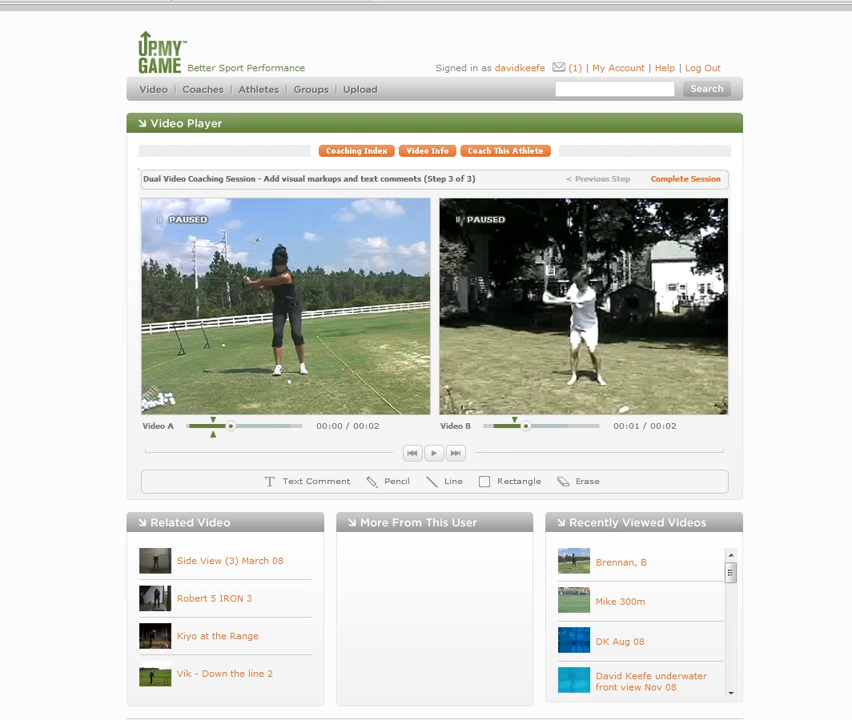 UP.MY™
GAME Better Sport Performance
Signed in as davidkeefe (1) | My Account | Help | Log Out
Video | Coaches | Athletes | Groups | Upload
Search
Video Player
Coaching Index Video Info Coach This Athlete
Dual Video Coaching Session - Add visual markups and text comments (Step 3 of 3) < Previous Step Complete Session
PAUSED
PAUSED
Video A 00:00 / 00:02
Video B 00:01 / 00:02
T Text Comment Pencil Line Rectangle Erase
Related Video
Side View (3) March 08
Robert 5 IRON 3
Kiyo at the Range
Vik - Down the line 2
More From This User
Recently Viewed Videos
Brennan, B
Mike 300m
DK Aug 08
David Keefe underwater
front view Nov 08